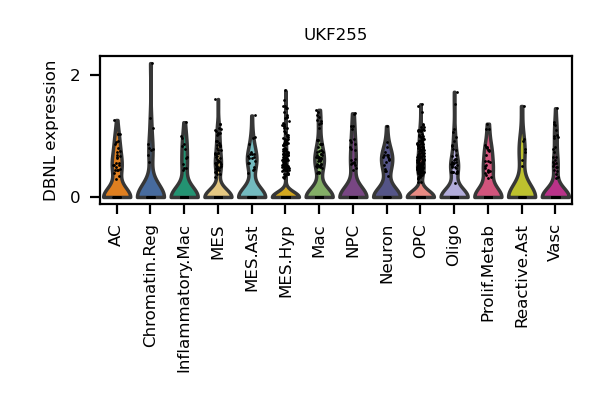 UKF255
DBNL expression
2
0
AC
Chromatin.Reg
Inflammatory.Mac
MES
MES.Ast
MES.Hyp
Mac
NPC
Neuron
OPC
Oligo
Prolif.Metab
Reactive.Ast
Vasc